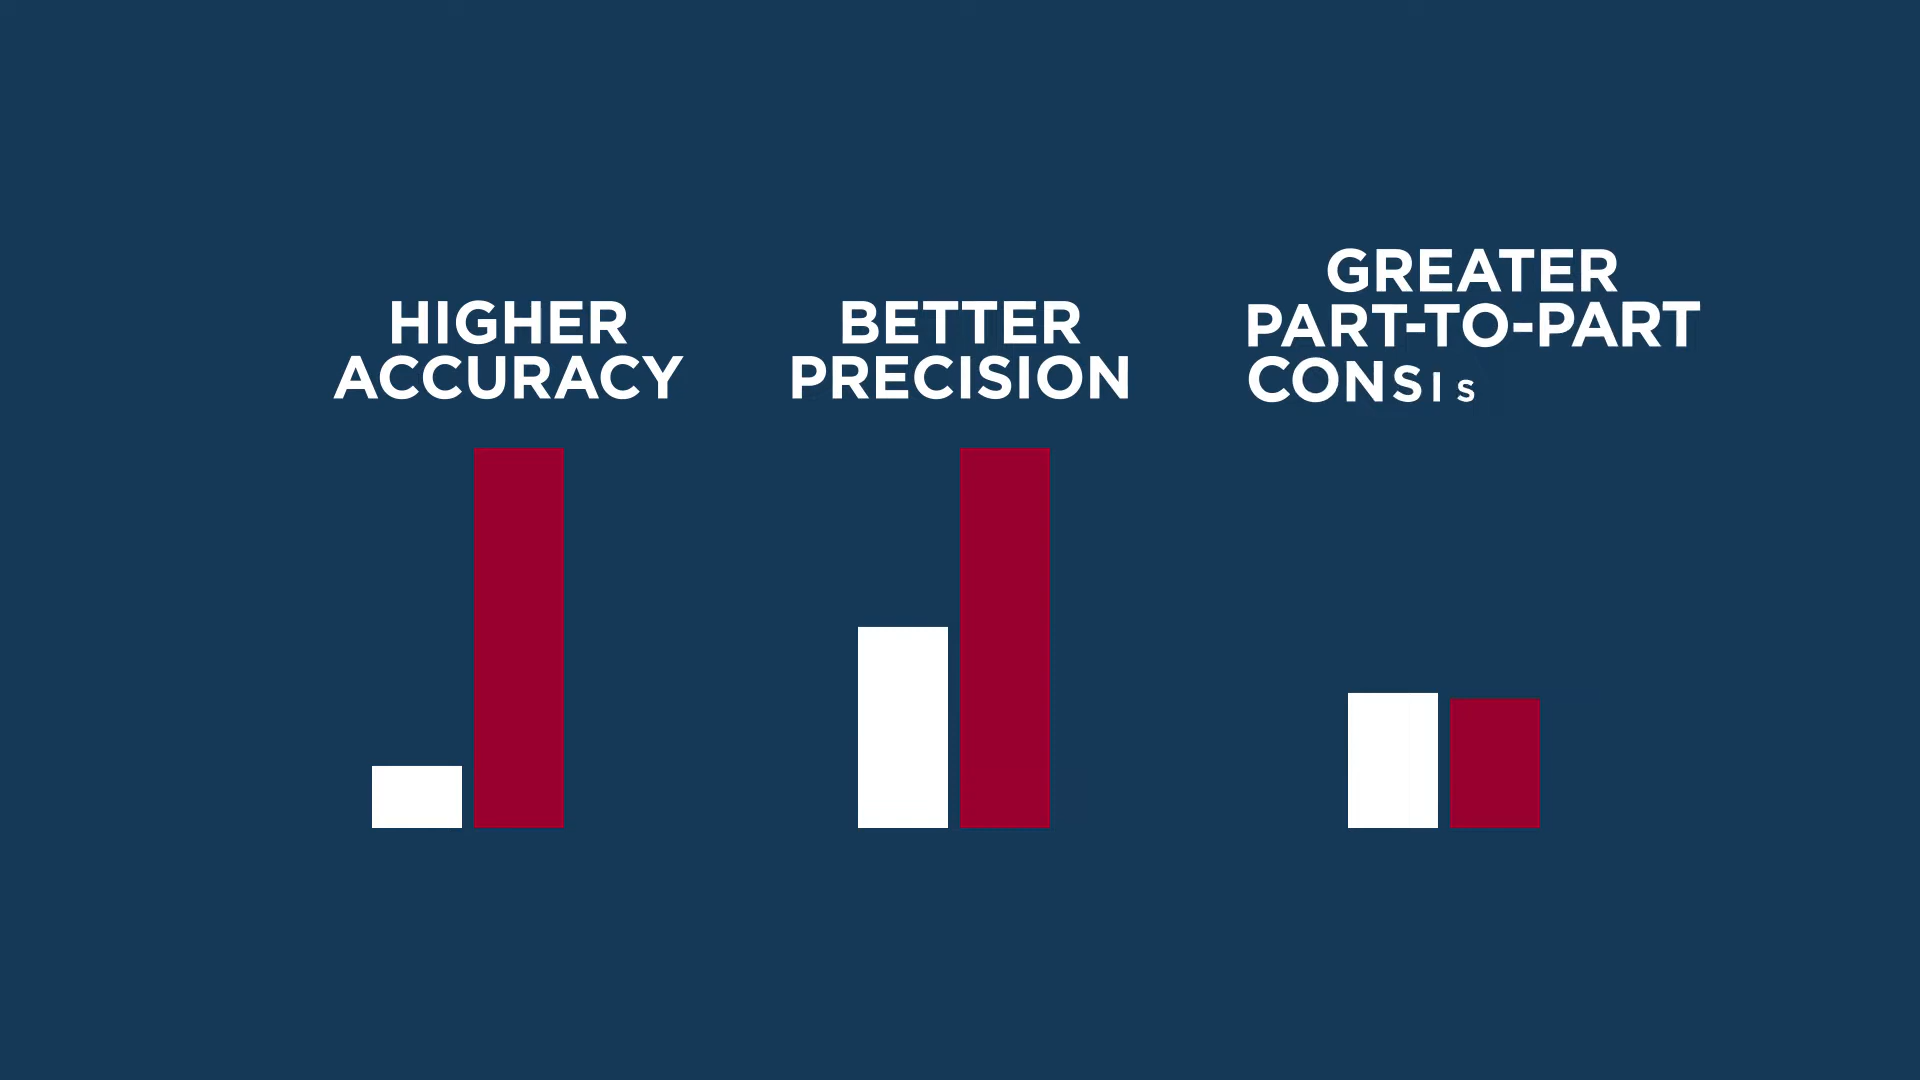 HIGHER
ACCURACY
BETTER
PRECISION
GREATER
PART-TO-PART
CONSIS